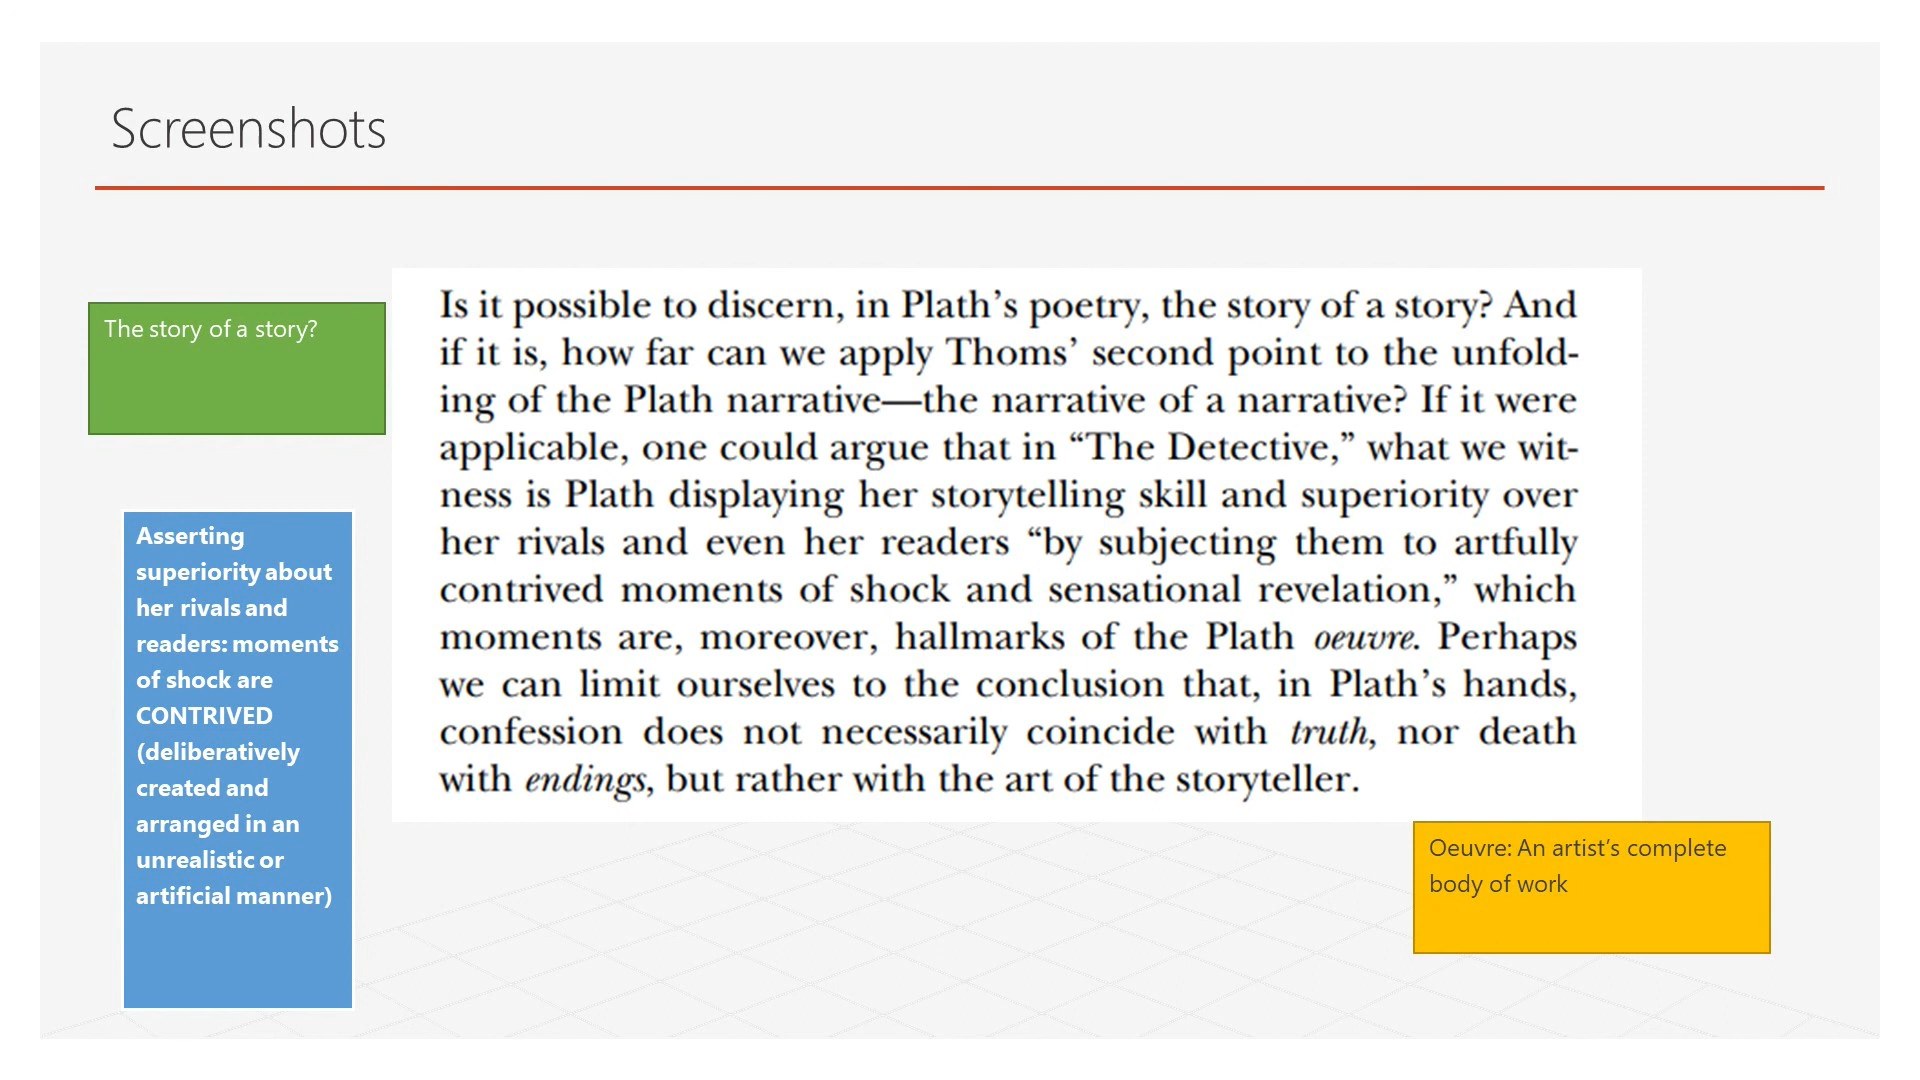 Screenshots
The story of a story?
Is it possible to discern, in Plath’s poetry, the story of a story? And
if it is, how far can we apply Thoms’ second point to the unfold-
ing of the Plath narrative—the narrative of a narrative? If it were
applicable, one could argue that in “The Detective,” what we wit-
ness is Plath displaying her storytelling skill and superiority over
her rivals and even her readers “by subjecting them to artfully
contrived moments of shock and sensational revelation,” which
moments are, moreover, hallmarks of the Plath oeuvre. Perhaps
we can limit ourselves to the conclusion that, in Plath’s hands,
confession does not necessarily coincide with truth, nor death
with endings, but rather with the art of the storyteller.
Asserting
superiority about
her rivals and
readers: moments
of shock are
CONTRIVED
(deliberatively
created and
arranged in an
unrealistic or
artificial manner)
Oeuvre: An artist’s complete
body of work